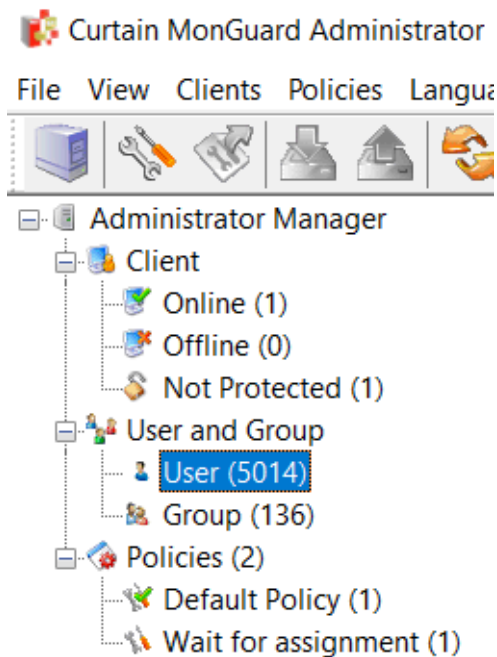 Curtain MonGuard Administrator
File View Clients Policies Langua
Administrator Manager
Client
Online (1)
Offline (0)
Not Protected (1)
User and Group
User (5014)
Group (136)
Policies (2)
Default Policy (1)
Wait for assignment (1)